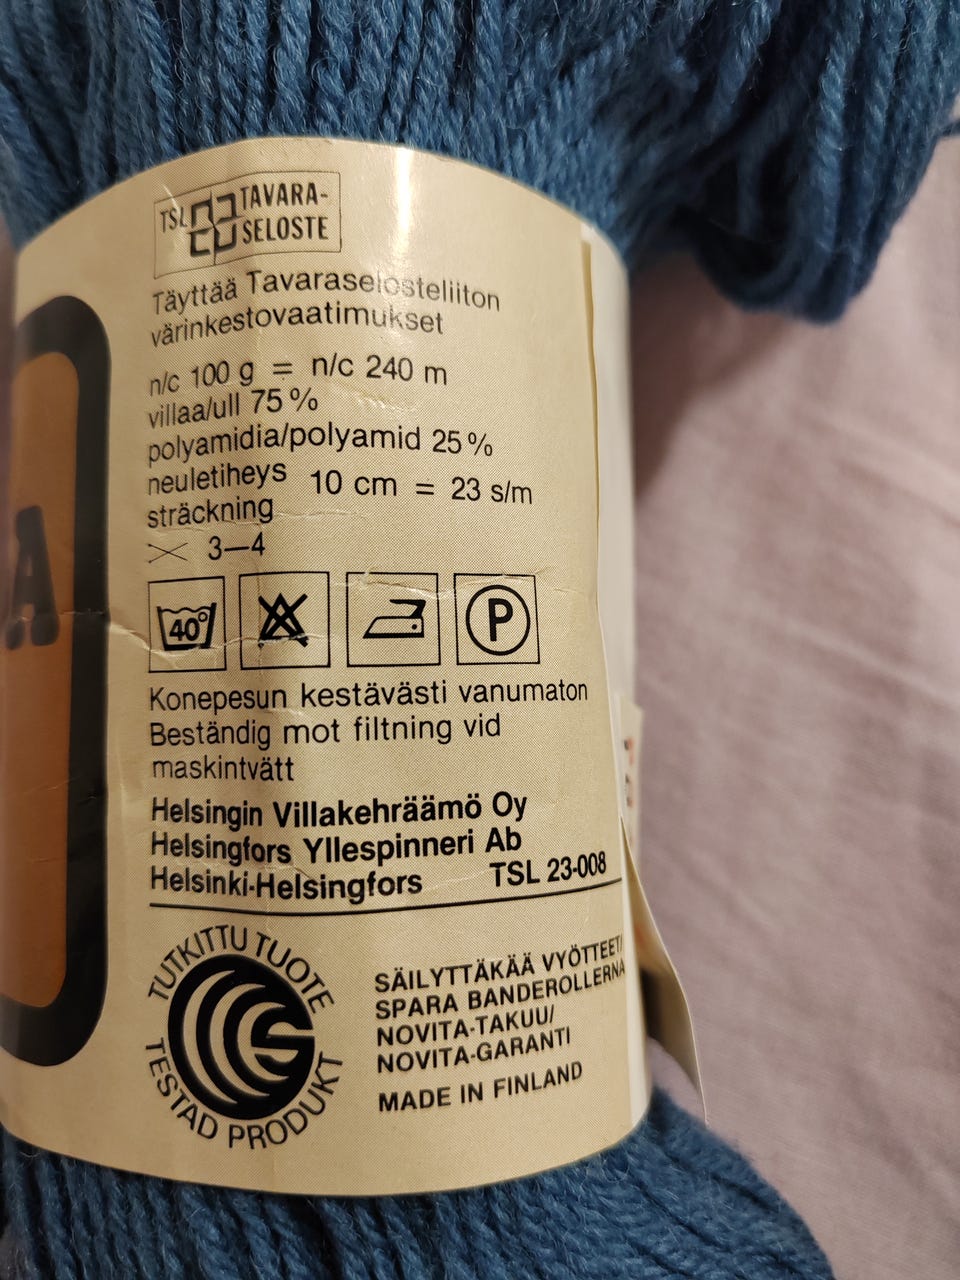 TSL TAVARA-
SELOSTE
Täyttää Tavaraselosteliiton
värinkestovaatimukset
n/c 100 g = n/c 240 m
villaa/ull 75 %
polyamidia/polyamid 25 %
neuletiheys
sträckning 10 cm = 23 s/m
3—4
40°
P
Konepesun kestävästi vanumaton
Beständig mot filtning vid
maskintvätt
Helsingin Villakehräämö Oy
Helsingfors Yllespinneri Ab
Helsinki-Helsingfors TSL 23-008
TUTKITTU TUOTE
TESTAD PRODUKT
SÄILYTTÄKÄÄ VYÖTTEET/
SPARA BANDEROLLERNA
NOVITA-TAKUU/
NOVITA-GARANTI
MADE IN FINLAND